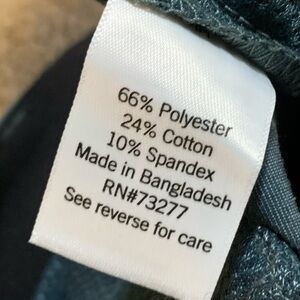 66% Polyester
24% Cotton
10% Spandex
Made in Bangladesh
RN#73277
See reverse for care